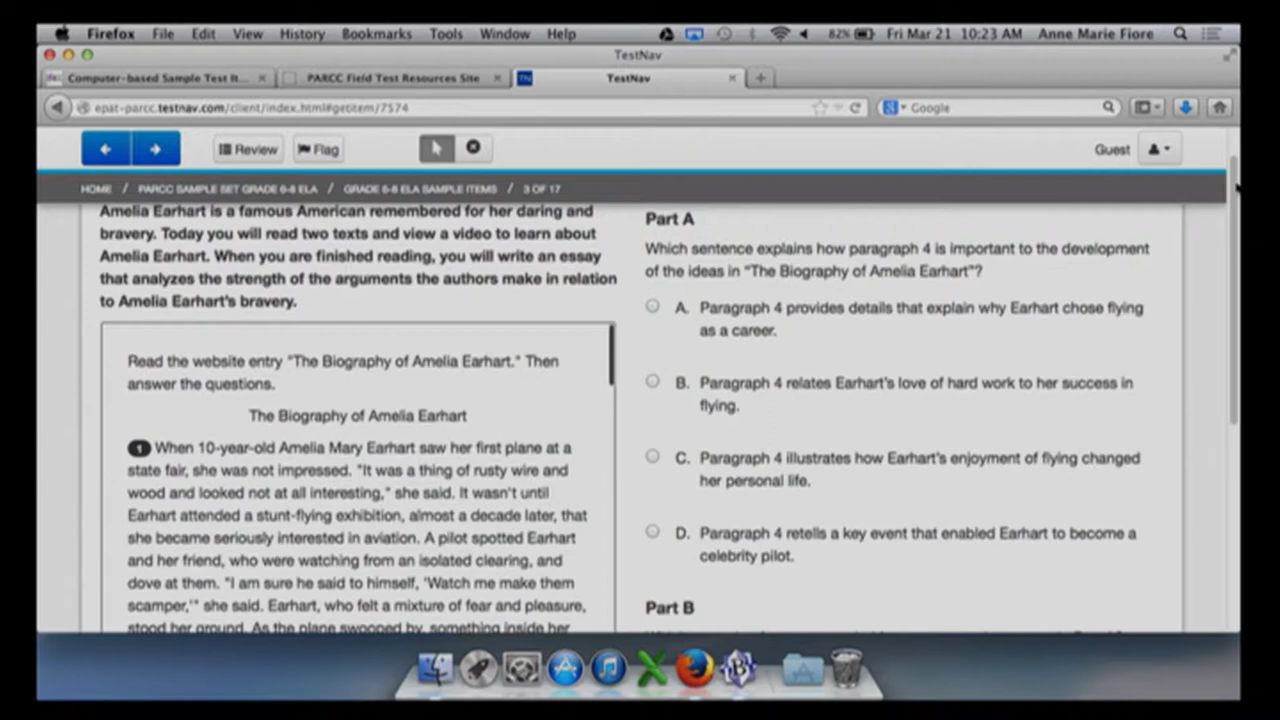 Firefox File Edit View History Bookmarks Tools Window Help 82% Fri Mar 21 10:23 AM Anne Marie Fiore
TestNav
Computer-based Sample Test It... PARCC Field Test Resources Site TN TestNav
epat-parcc.testnav.com/client/index.html#getitem/7574 Google
Review Flag Guest
HOME / PARCC SAMPLE SET GRADE 6-8 ELA / GRADE 6-8 ELA SAMPLE ITEMS / 3 OF 17
Amelia Earhart is a famous American remembered for her daring and
bravery. Today you will read two texts and view a video to learn about
Amelia Earhart. When you are finished reading, you will write an essay
that analyzes the strength of the arguments the authors make in relation
to Amelia Earhart's bravery.
Read the website entry "The Biography of Amelia Earhart." Then
answer the questions.
The Biography of Amelia Earhart
1 When 10-year-old Amelia Mary Earhart saw her first plane at a
state fair, she was not impressed. "It was a thing of rusty wire and
wood and looked not at all interesting," she said. It wasn't until
Earhart attended a stunt-flying exhibition, almost a decade later, that
she became seriously interested in aviation. A pilot spotted Earhart
and her friend, who were watching from an isolated clearing, and
dove at them. "I am sure he said to himself, 'Watch me make them
scamper,'" she said. Earhart, who felt a mixture of fear and pleasure,
stood her ground. As the plane swooped by, something inside her
Part A
Which sentence explains how paragraph 4 is important to the development
of the ideas in "The Biography of Amelia Earhart"?
A. Paragraph 4 provides details that explain why Earhart chose flying
as a career.
B. Paragraph 4 relates Earhart's love of hard work to her success in
flying.
C. Paragraph 4 illustrates how Earhart's enjoyment of flying changed
her personal life.
D. Paragraph 4 retells a key event that enabled Earhart to become a
celebrity pilot.
Part B